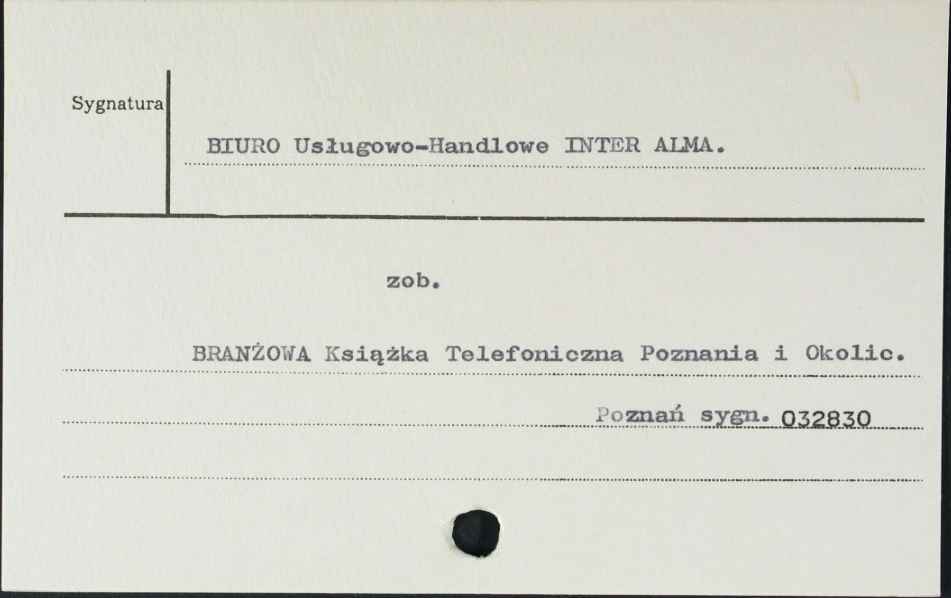 Sygnatura
BIURO Usługowo-Handlowe INTER ALMA.
zob.
BRANŻOWA Książka Telefoniczna Poznania i Okolic.
Poznań sygn. 032830